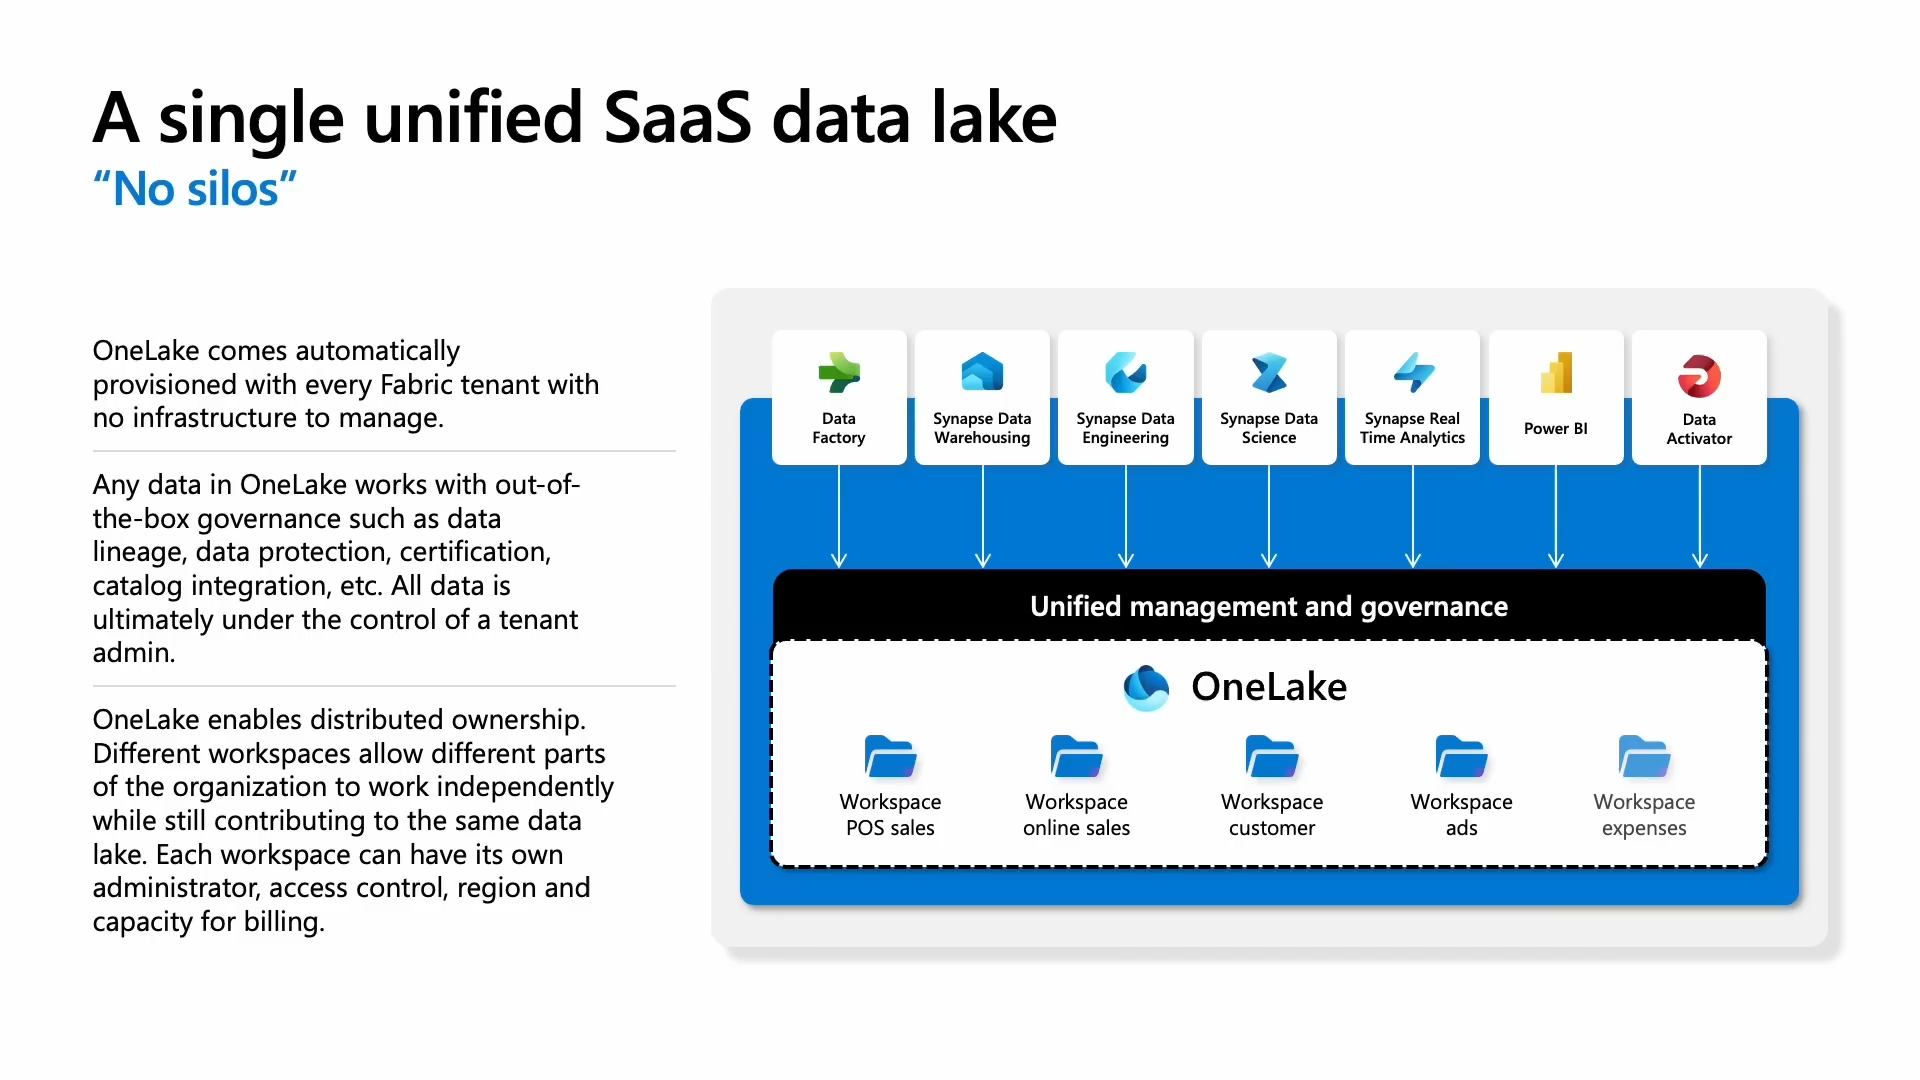 A single unified SaaS data lake
“No silos”
OneLake comes automatically
provisioned with every Fabric tenant with
no infrastructure to manage.
Any data in OneLake works with out-of-
the-box governance such as data
lineage, data protection, certification,
catalog integration, etc. All data is
ultimately under the control of a tenant
admin.
OneLake enables distributed ownership.
Different workspaces allow different parts
of the organization to work independently
while still contributing to the same data
lake. Each workspace can have its own
administrator, access control, region and
capacity for billing.
Data
Factory
Synapse Data
Warehousing
Synapse Data
Engineering
Synapse Data
Science
Synapse Real
Time Analytics
Power BI
Data
Activator
Unified management and governance
OneLake
Workspace
POS sales
Workspace
online sales
Workspace
customer
Workspace
ads
Workspace
expenses